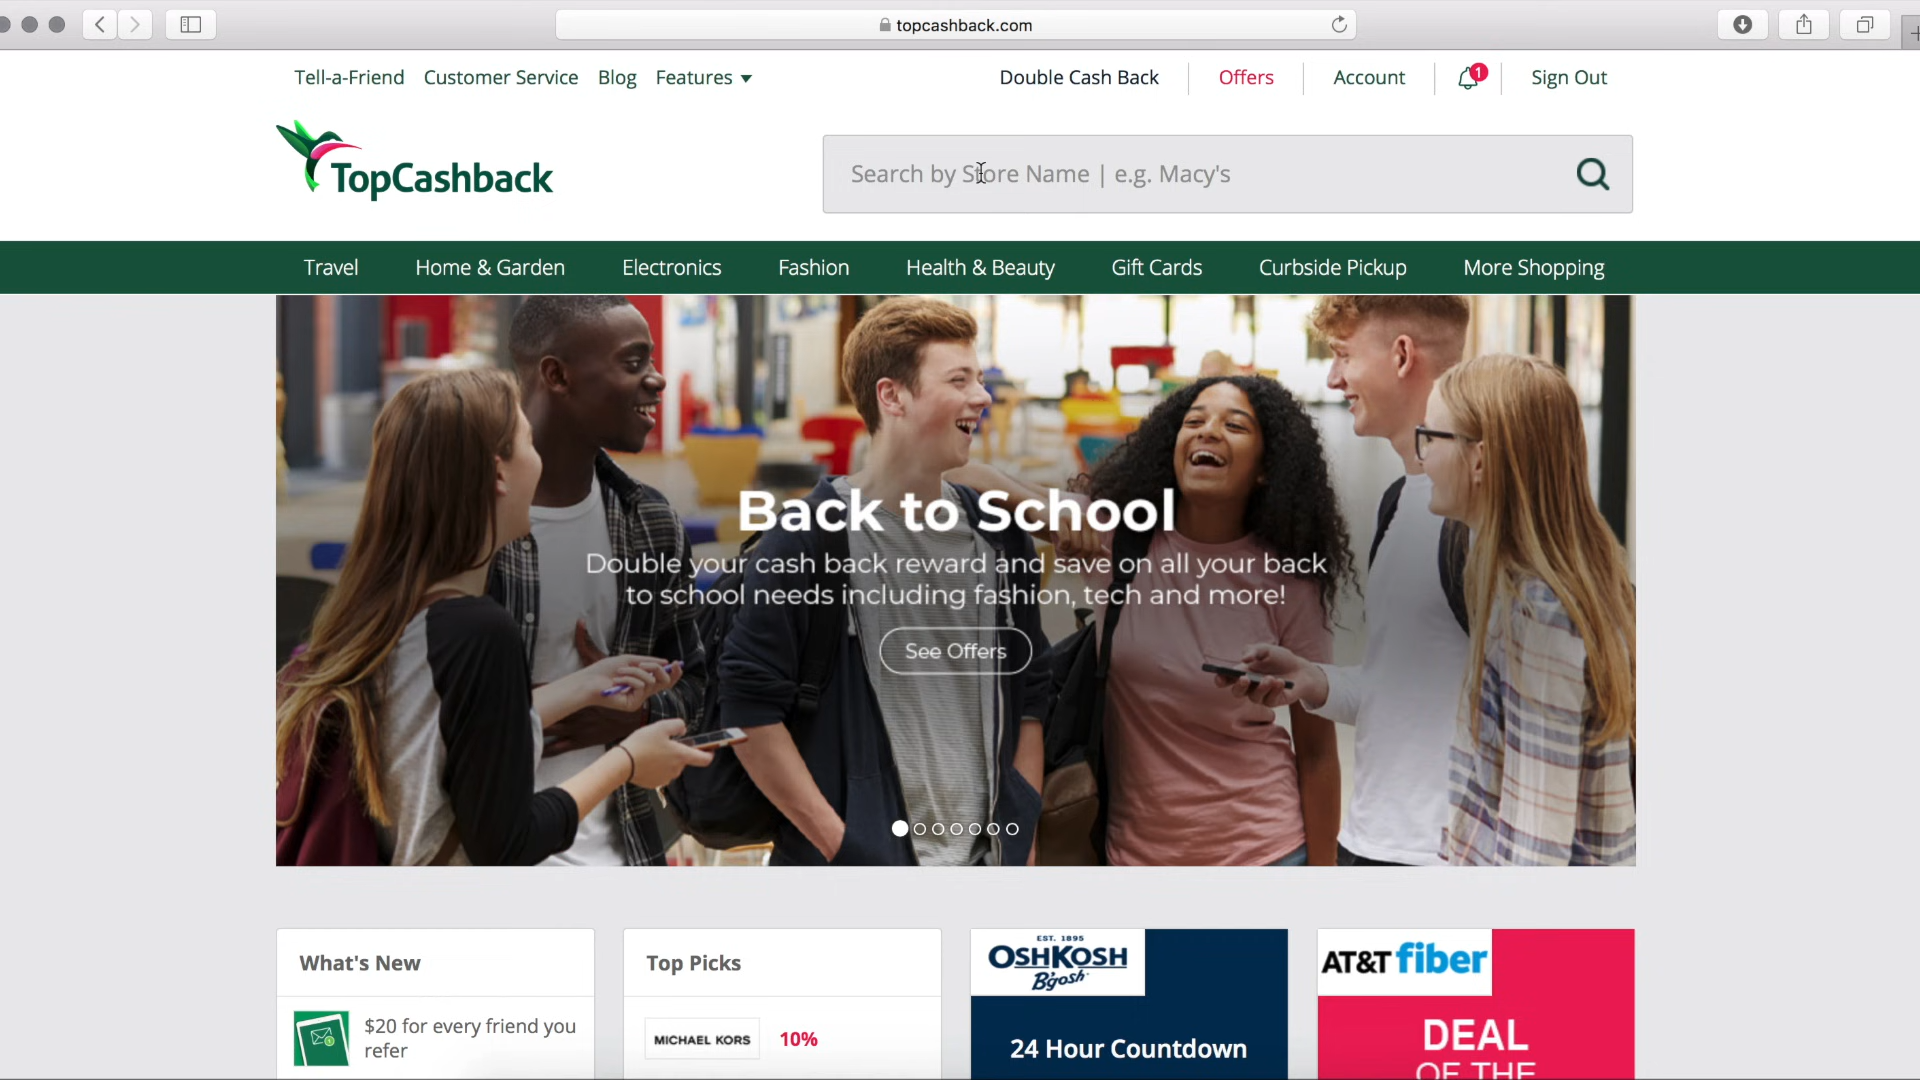 topcashback.com
Tell-a-Friend Customer Service Blog Features
Double Cash Back Offers Account 1 Sign Out
TopCashback
Search by Store Name | e.g. Macy's
Travel Home & Garden Electronics Fashion Health & Beauty Gift Cards Curbside Pickup More Shopping
Back to School
Double your cash back reward and save on all your back
to school needs including fashion, tech and more!
See Offers
What's New
$20 for every friend you
refer
Top Picks
MICHAEL KORS 10%
EST. 1895
OSHKOSH
B'gosh
24 Hour Countdown
AT&T fiber
DEAL
OF THE